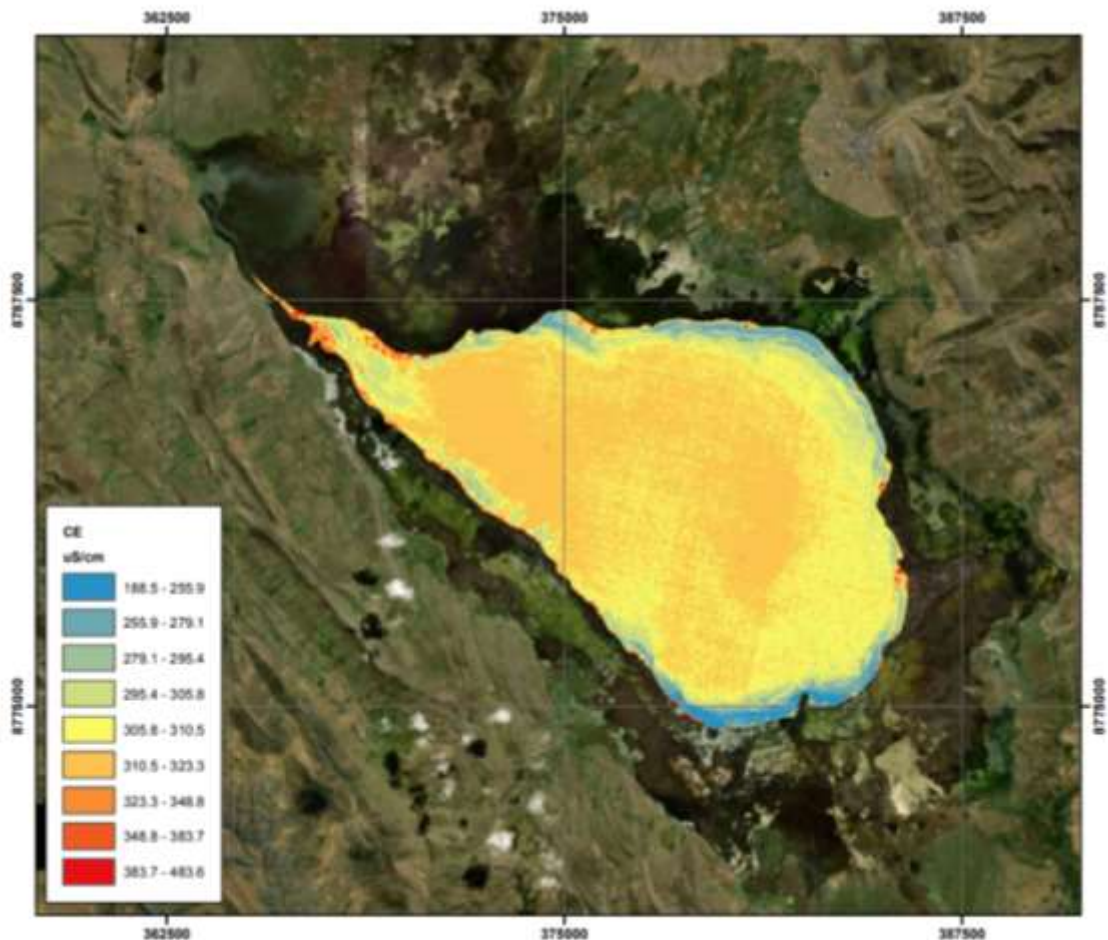 362500 375000 387500
8787500 8787500
CE
uS/cm
188.5 - 255.9
255.9 - 279.1
279.1 - 295.4
295.4 - 305.8
305.8 - 310.5
310.5 - 323.3
323.3 - 348.8
348.8 - 383.7
383.7 - 483.6
8775000 8775000
362500 375000 387500